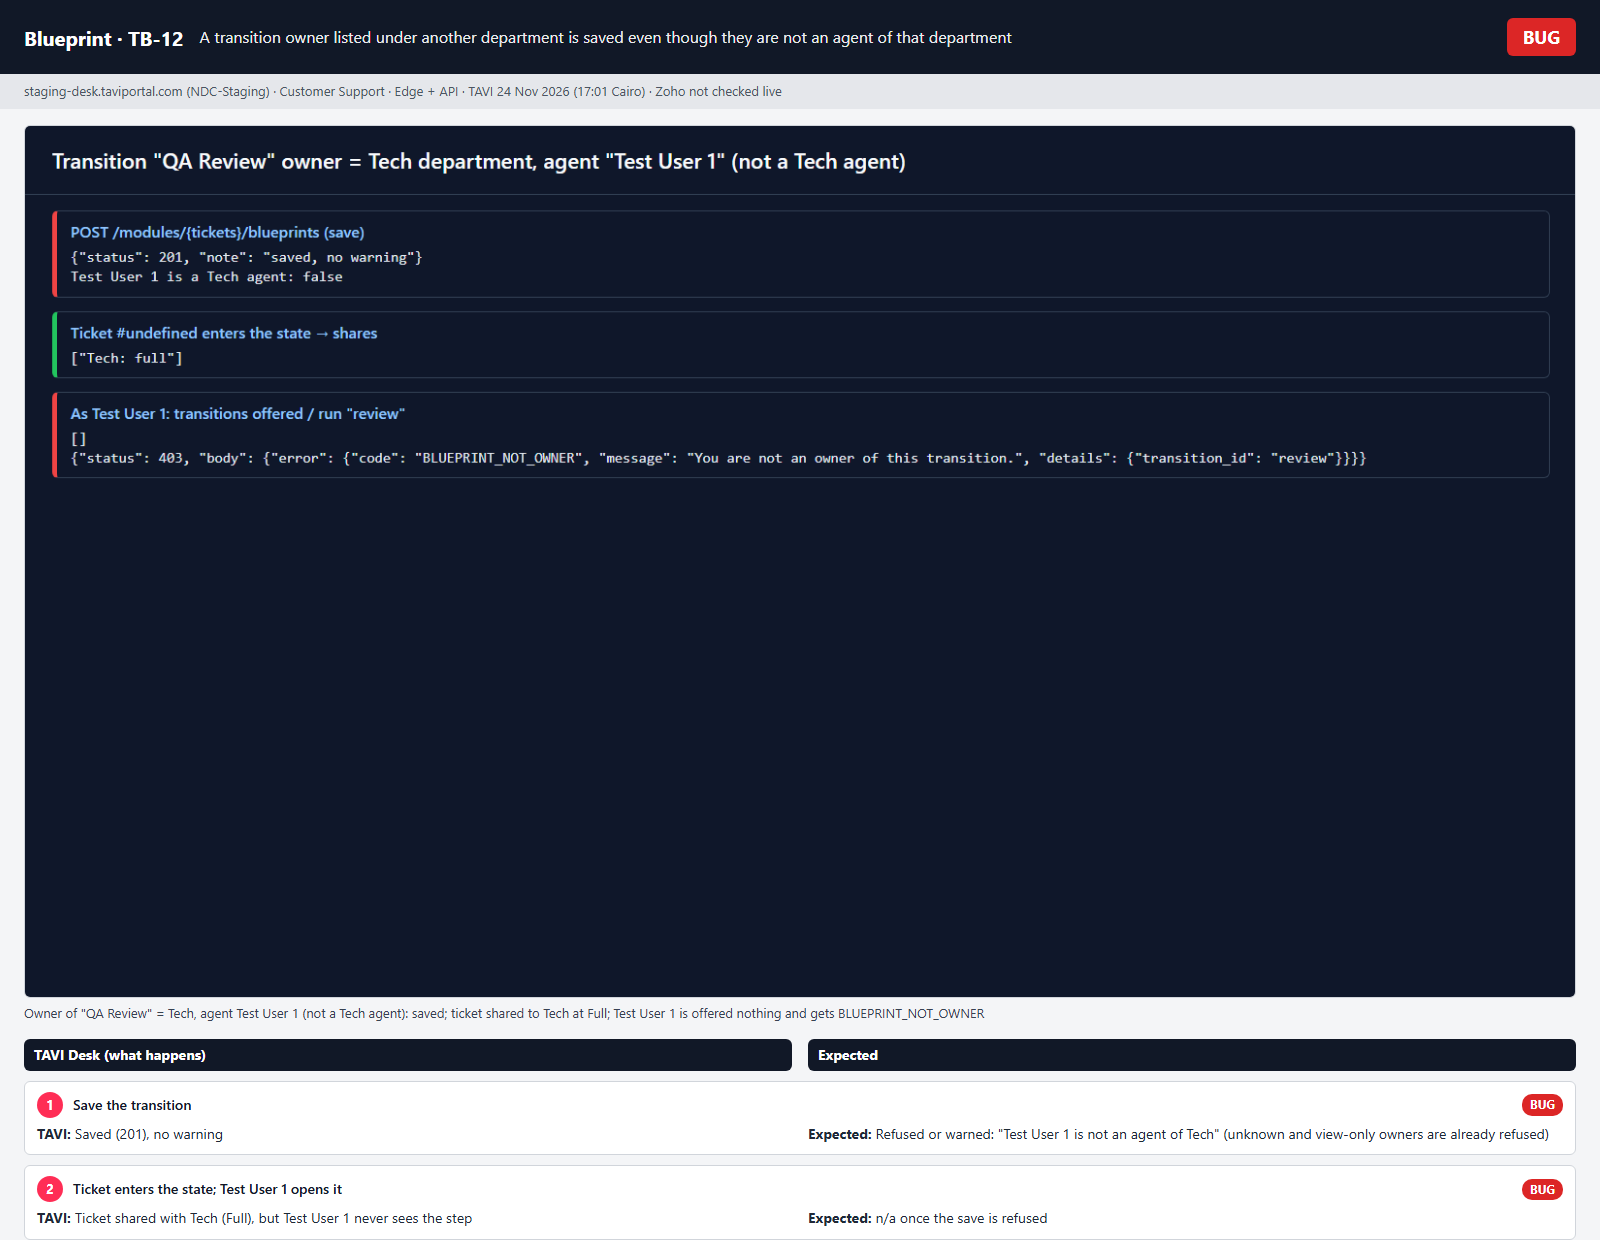 Blueprint · TB-12 A transition owner listed under another department is saved even though they are not an agent of that department BUG
staging-desk.taviportal.com (NDC-Staging) · Customer Support · Edge + API · TAVI 24 Nov 2026 (17:01 Cairo) · Zoho not checked live
Transition "QA Review" owner = Tech department, agent "Test User 1" (not a Tech agent)
POST /modules/{tickets}/blueprints (save)
{"status": 201, "note": "saved, no warning"}
Test User 1 is a Tech agent: false
Ticket #undefined enters the state → shares
["Tech: full"]
As Test User 1: transitions offered / run "review"
[]
{"status": 403, "body": {"error": {"code": "BLUEPRINT_NOT_OWNER", "message": "You are not an owner of this transition.", "details": {"transition_id": "review"}}}}
Owner of "QA Review" = Tech, agent Test User 1 (not a Tech agent): saved; ticket shared to Tech at Full; Test User 1 is offered nothing and gets BLUEPRINT_NOT_OWNER
TAVI Desk (what happens) Expected
1 Save the transition BUG
TAVI: Saved (201), no warning Expected: Refused or warned: "Test User 1 is not an agent of Tech" (unknown and view-only owners are already refused)
2 Ticket enters the state; Test User 1 opens it BUG
TAVI: Ticket shared with Tech (Full), but Test User 1 never sees the step Expected: n/a once the save is refused